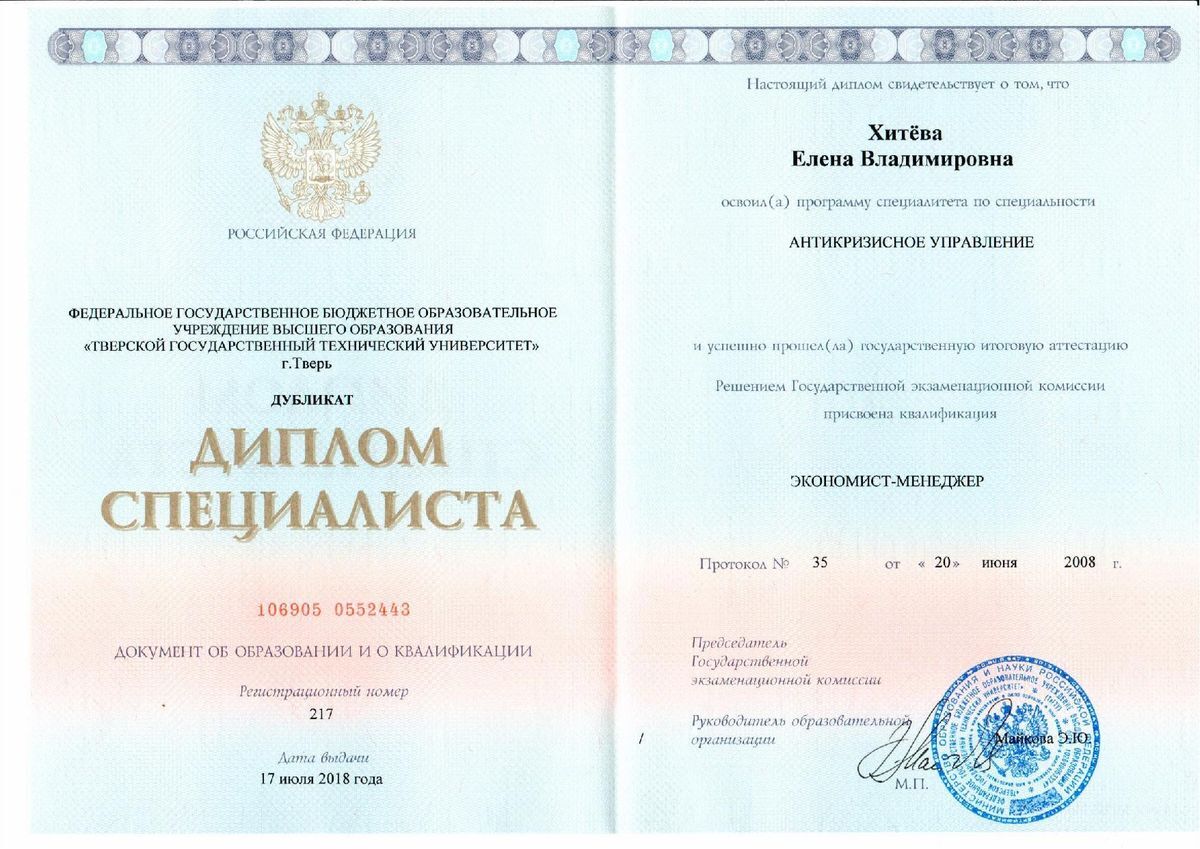 РОССИЙСКАЯ ФЕДЕРАЦИЯ
ФЕДЕРАЛЬНОЕ ГОСУДАРСТВЕННОЕ БЮДЖЕТНОЕ ОБРАЗОВАТЕЛЬНОЕ
УЧРЕЖДЕНИЕ ВЫСШЕГО ОБРАЗОВАНИЯ
«ТВЕРСКОЙ ГОСУДАРСТВЕННЫЙ ТЕХНИЧЕСКИЙ УНИВЕРСИТЕТ»
г.Тверь
ДУБЛИКАТ
ДИПЛОМ
СПЕЦИАЛИСТА
106905 0552443
ДОКУМЕНТ ОБ ОБРАЗОВАНИИ И О КВАЛИФИКАЦИИ
Регистрационный номер
217
Дата выдачи
17 июля 2018 года
Настоящий диплом свидетельствует о том, что
Хитёва
Елена Владимировна
освоил(а) программу специалитета по специальности
АНТИКРИЗИСНОЕ УПРАВЛЕНИЕ
и успешно прошел(ла) государственную итоговую аттестацию
Решением Государственной экзаменационной комиссии
присвоена квалификация
ЭКОНОМИСТ-МЕНЕДЖЕР
Протокол № 35 от « 20» июня 2008 г.
Председатель
Государственной
экзаменационной комиссии
Руководитель образовательной
/ организации Майкова Э.Ю.
М.П.